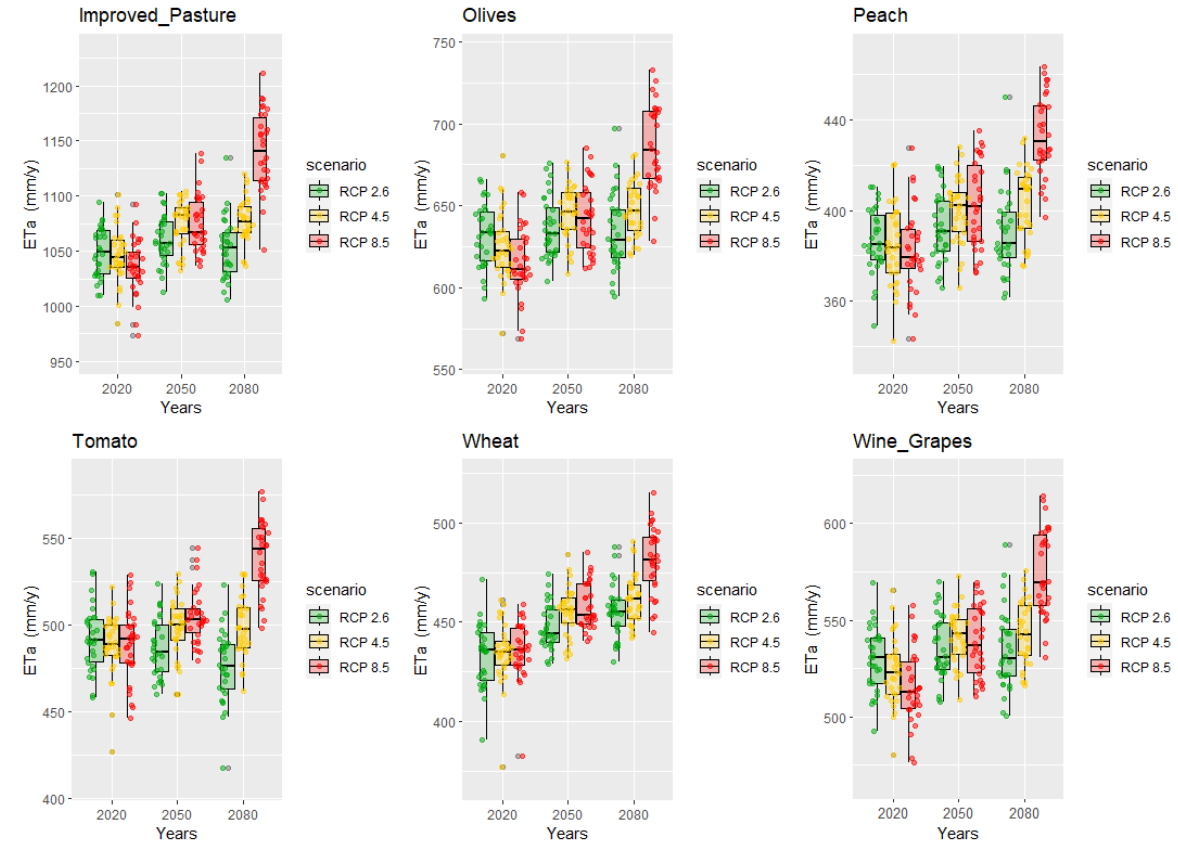 Improved_Pasture
ETa (mm/y)
1200
1150
1100
1050
1000
950
2020 2050 2080
Years
scenario
RCP 2.6
RCP 4.5
RCP 8.5
Olives
ETa (mm/y)
750
700
650
600
550
2020 2050 2080
Years
scenario
RCP 2.6
RCP 4.5
RCP 8.5
Peach
ETa (mm/y)
440
400
360
2020 2050 2080
Years
scenario
RCP 2.6
RCP 4.5
RCP 8.5
Tomato
ETa (mm/y)
550
500
450
400
2020 2050 2080
Years
scenario
RCP 2.6
RCP 4.5
RCP 8.5
Wheat
ETa (mm/y)
500
450
400
2020 2050 2080
Years
scenario
RCP 2.6
RCP 4.5
RCP 8.5
Wine_Grapes
ETa (mm/y)
600
550
500
2020 2050 2080
Years
scenario
RCP 2.6
RCP 4.5
RCP 8.5